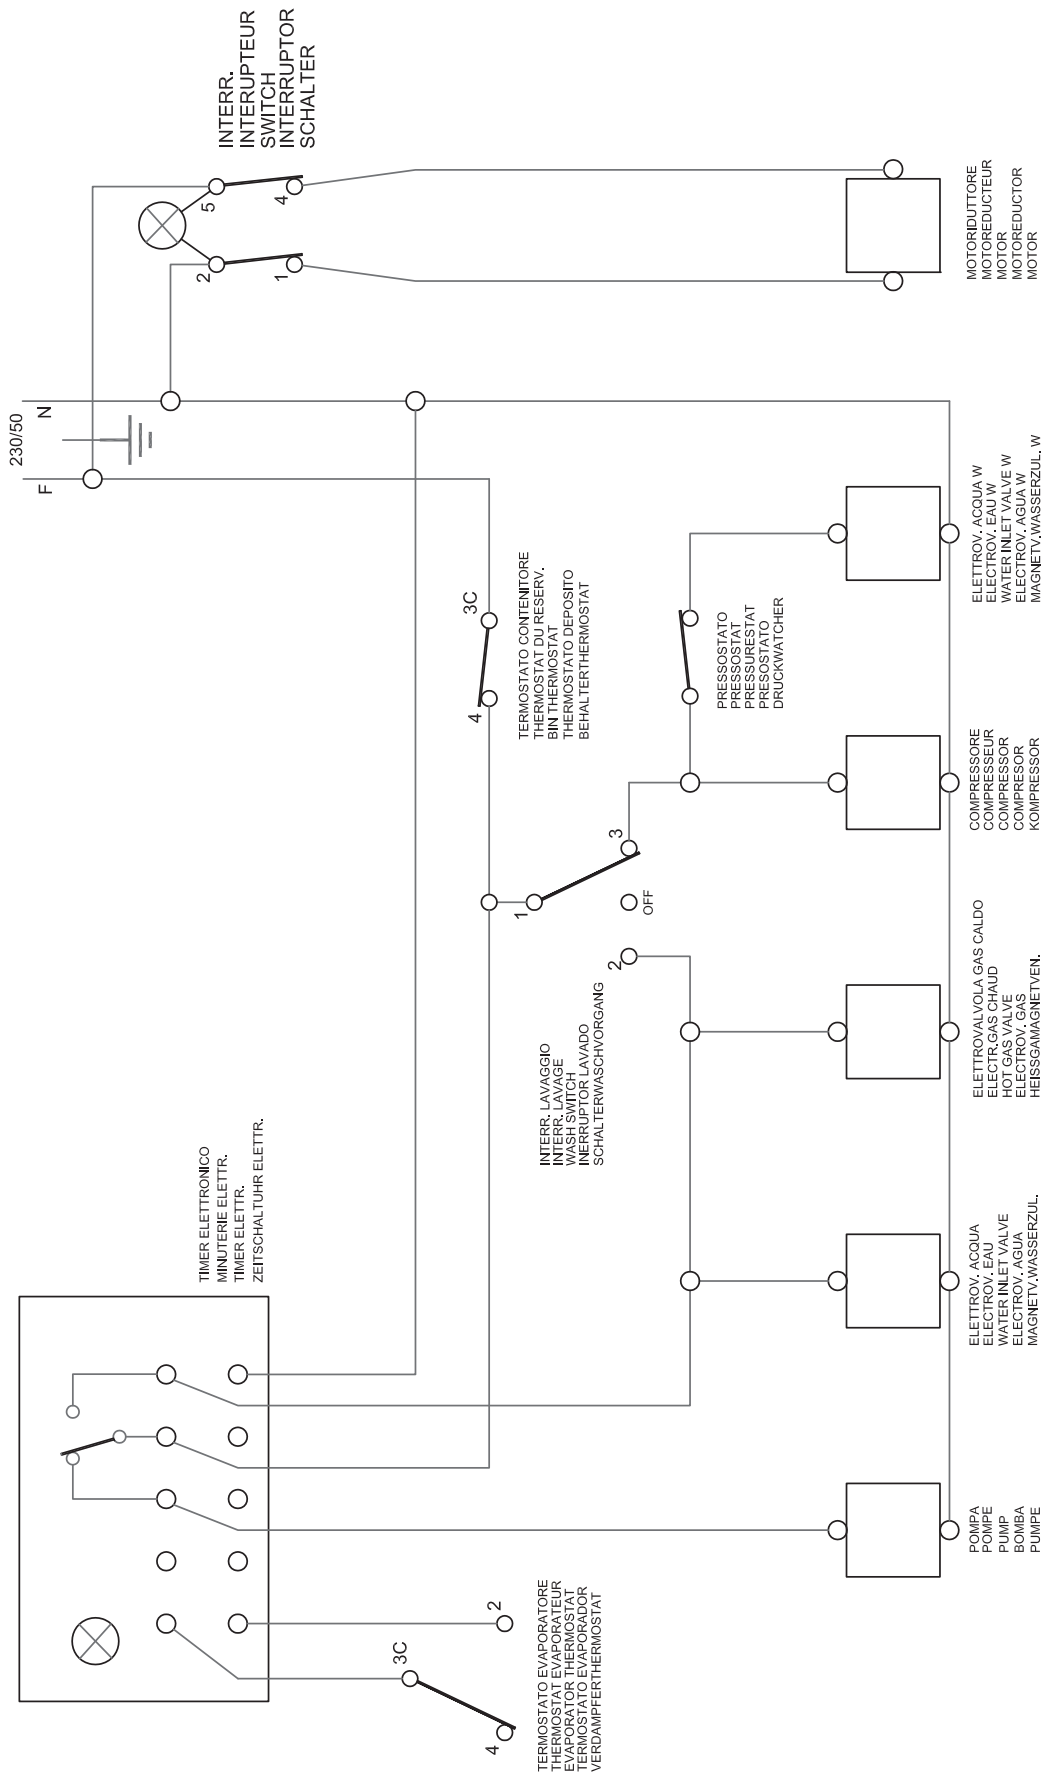 INTERR.
INTERUPTEUR
SWITCH
INTERRUPTOR
SCHALTER
5
4
2
1
MOTORIDUTTORE
MOTOREDUCTEUR
MOTOR
MOTOREDUCTOR
MOTOR
230/50
N
F
3C
4
TERMOSTATO CONTENITORE
THERMOSTAT DU RESERV.
BIN THERMOSTAT
THERMOSTATO DEPOSITO
BEHALTERTHERMOSTAT
PRESSOSTATO
PRESSOSTAT
PRESSURESTAT
PRESOSTATO
DRUCKWATCHER
ELETTROV. ACQUA W
ELECTROV. EAU W
WATER INLET VALVE W
ELECTROV. AGUA W
MAGNETV.WASSERZUL. W
COMPRESSORE
COMPRESSEUR
COMPRESSOR
COMPRESOR
KOMPRESSOR
1
3
OFF
2
INTERR. LAVAGGIO
INTERR. LAVAGE
WASH SWITCH
INERRUPTOR LAVADO
SCHALTERWASCHVORGANG
ELETTROVALVOLA GAS CALDO
ELECTR.GAS CHAUD
HOT GAS VALVE
ELECTROV. GAS
HEISSGAMAGNETVEN.
TIMER ELETTRONICO
MINUTERIE ELETTR.
TIMER ELETTR.
ZEITSCHALTUHR ELETTR.
ELETTROV. ACQUA
ELECTROV. EAU
WATER INLET VALVE
ELECTROV. AGUA
MAGNETV.WASSERZUL.
POMPA
POMPE
PUMP
BOMBA
PUMPE
2
3C
4
TERMOSTATO EVAPORATORE
THERMOSTAT EVAPORATEUR
EVAPORATOR THERMOSTAT
TERMOSTATO EVAPORADOR
VERDAMPFERTHERMOSTAT